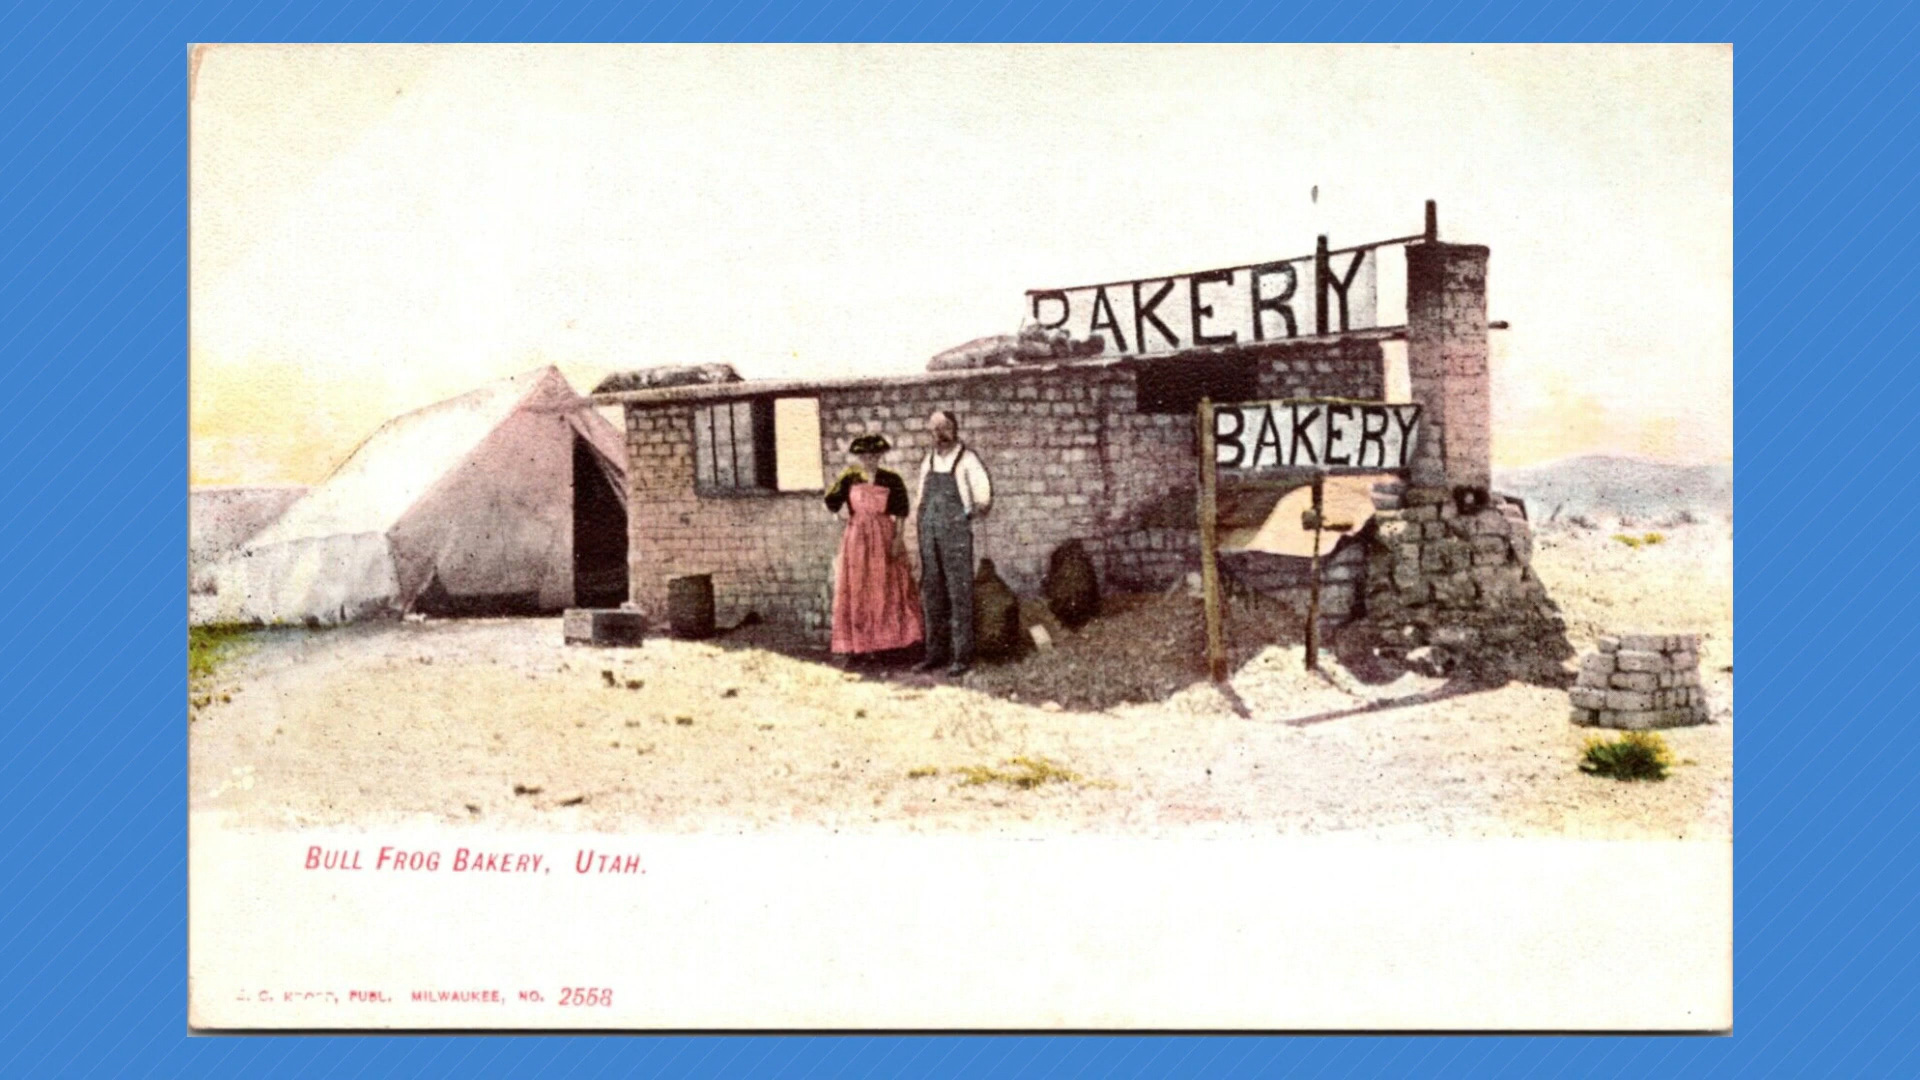 BAKERY
BAKERY
BULL FROG BAKERY, UTAH.
C. PUBL. MILWAUKEE, NO. 2558